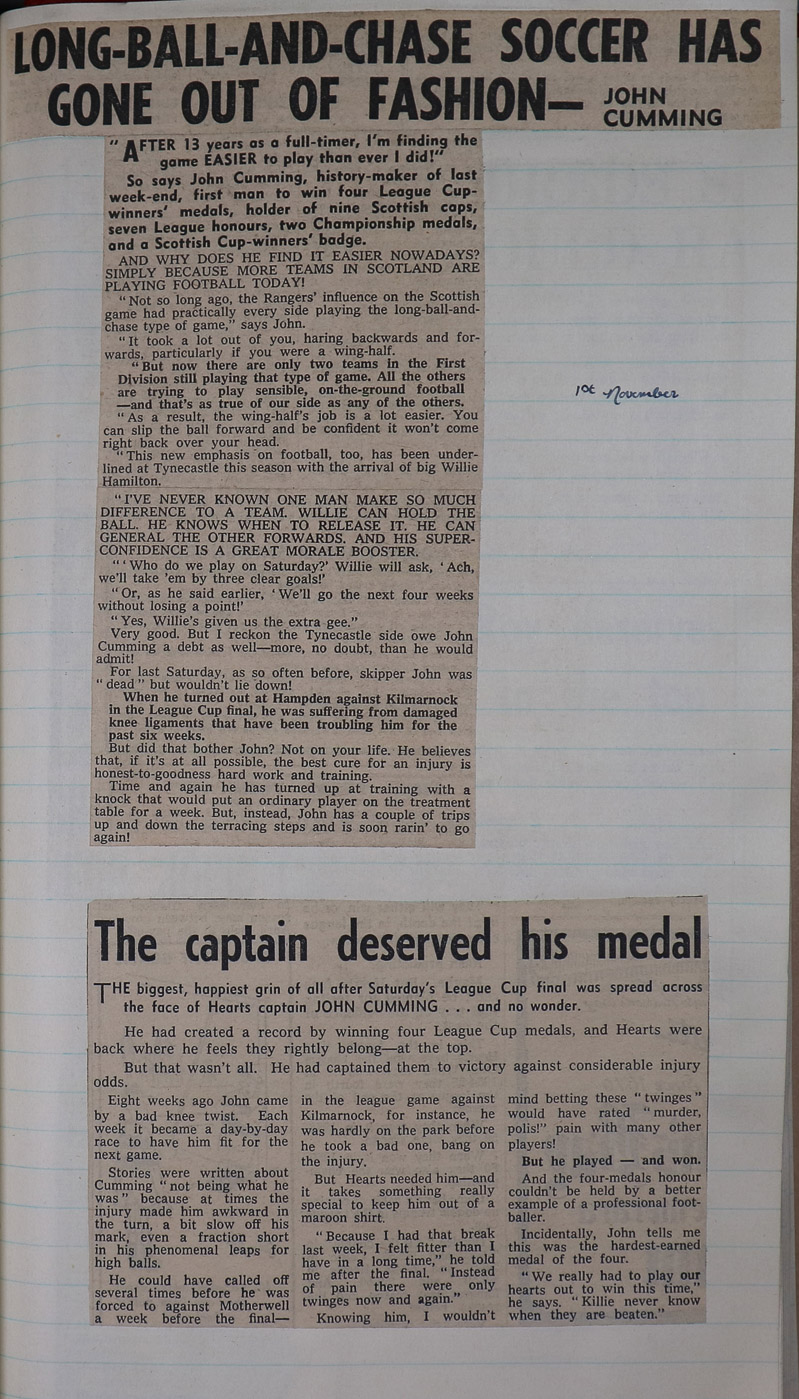 LONG-BALL-AND-CHASE SOCCER HAS
GONE OUT OF FASHION— JOHN
CUMMING
"AFTER 13 years as a full-timer, I'm finding the
game EASIER to play than ever I did!"
So says John Cumming, history-maker of last
week-end, first man to win four League Cup-
winners' medals, holder of nine Scottish caps,
seven League honours, two Championship medals,
and a Scottish Cup-winners' badge.
AND WHY DOES HE FIND IT EASIER NOWADAYS?
SIMPLY BECAUSE MORE TEAMS IN SCOTLAND ARE
PLAYING FOOTBALL TODAY!
"Not so long ago, the Rangers' influence on the Scottish
game had practically every side playing the long-ball-and-
chase type of game," says John.
"It took a lot out of you, haring backwards and for-
wards, particularly if you were a wing-half.
"But now there are only two teams in the First
Division still playing that type of game. All the others
are trying to play sensible, on-the-ground football
—and that's as true of our side as any of the others.
"As a result, the wing-half's job is a lot easier. You
can slip the ball forward and be confident it won't come
right back over your head.
"This new emphasis on football, too, has been under-
lined at Tynecastle this season with the arrival of big Willie
Hamilton.
"I'VE NEVER KNOWN ONE MAN MAKE SO MUCH
DIFFERENCE TO A TEAM. WILLIE CAN HOLD THE
BALL. HE KNOWS WHEN TO RELEASE IT. HE CAN
GENERAL THE OTHER FORWARDS. AND HIS SUPER-
CONFIDENCE IS A GREAT MORALE BOOSTER.
"'Who do we play on Saturday?' Willie will ask, 'Ach,
we'll take 'em by three clear goals!'
"Or, as he said earlier, 'We'll go the next four weeks
without losing a point!'
"Yes, Willie's given us the extra gee."
Very good. But I reckon the Tynecastle side owe John
Cumming a debt as well—more, no doubt, than he would
admit!
For last Saturday, as so often before, skipper John was
"dead" but wouldn't lie down!
When he turned out at Hampden against Kilmarnock
in the League Cup final, he was suffering from damaged
knee ligaments that have been troubling him for the
past six weeks.
But did that bother John? Not on your life. He believes
that, if it's at all possible, the best cure for an injury is
honest-to-goodness hard work and training.
Time and again he has turned up at training with a
knock that would put an ordinary player on the treatment
table for a week. But, instead, John has a couple of trips
up and down the terracing steps and is soon rarin' to go
again!
1st November
The captain deserved his medal
THE biggest, happiest grin of all after Saturday's League Cup final was spread across
the face of Hearts captain JOHN CUMMING . . . and no wonder.
He had created a record by winning four League Cup medals, and Hearts were
back where he feels they rightly belong—at the top.
But that wasn't all. He had captained them to victory against considerable injury
odds.
Eight weeks ago John came
by a bad knee twist. Each
week it became a day-by-day
race to have him fit for the
next game.
Stories were written about
Cumming "not being what he
was" because at times the
injury made him awkward in
the turn, a bit slow off his
mark, even a fraction short
in his phenomenal leaps for
high balls.
He could have called off
several times before he was
forced to against Motherwell
a week before the final—
in the league game against
Kilmarnock, for instance, he
was hardly on the park before
he took a bad one, bang on
the injury.
But Hearts needed him—and
it takes something really
special to keep him out of a
maroon shirt.
"Because I had that break
last week, I felt fitter than I
have in a long time," he told
me after the final. "Instead
of pain there were only
twinges now and again."
Knowing him, I wouldn't
mind betting these "twinges"
would have rated "murder,
polis!" pain with many other
players!
But he played — and won.
And the four-medals honour
couldn't be held by a better
example of a professional foot-
baller.
Incidentally, John tells me
this was the hardest-earned
medal of the four.
"We really had to play our
hearts out to win this time,"
he says. "Killie never know
when they are beaten."